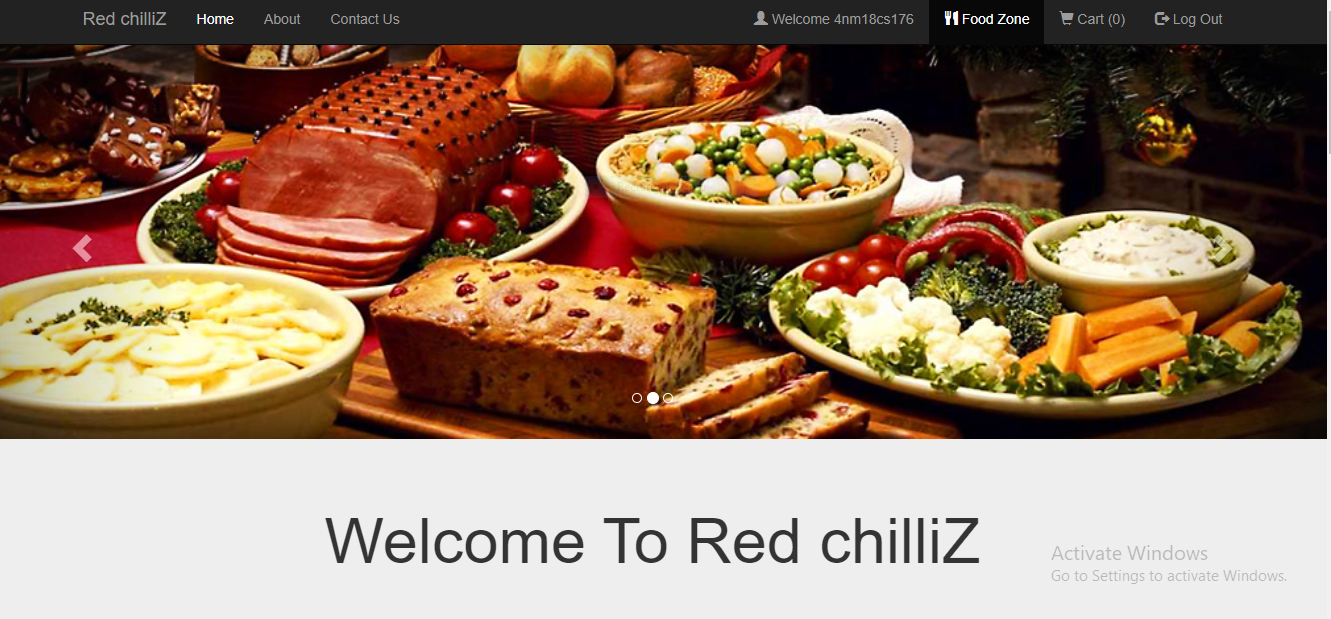 Red chilliZ Home About Contact Us Welcome 4nm18cs176 Food Zone Cart (0) Log Out
Welcome To Red chilliZ
Activate Windows
Go to Settings to activate Windows.